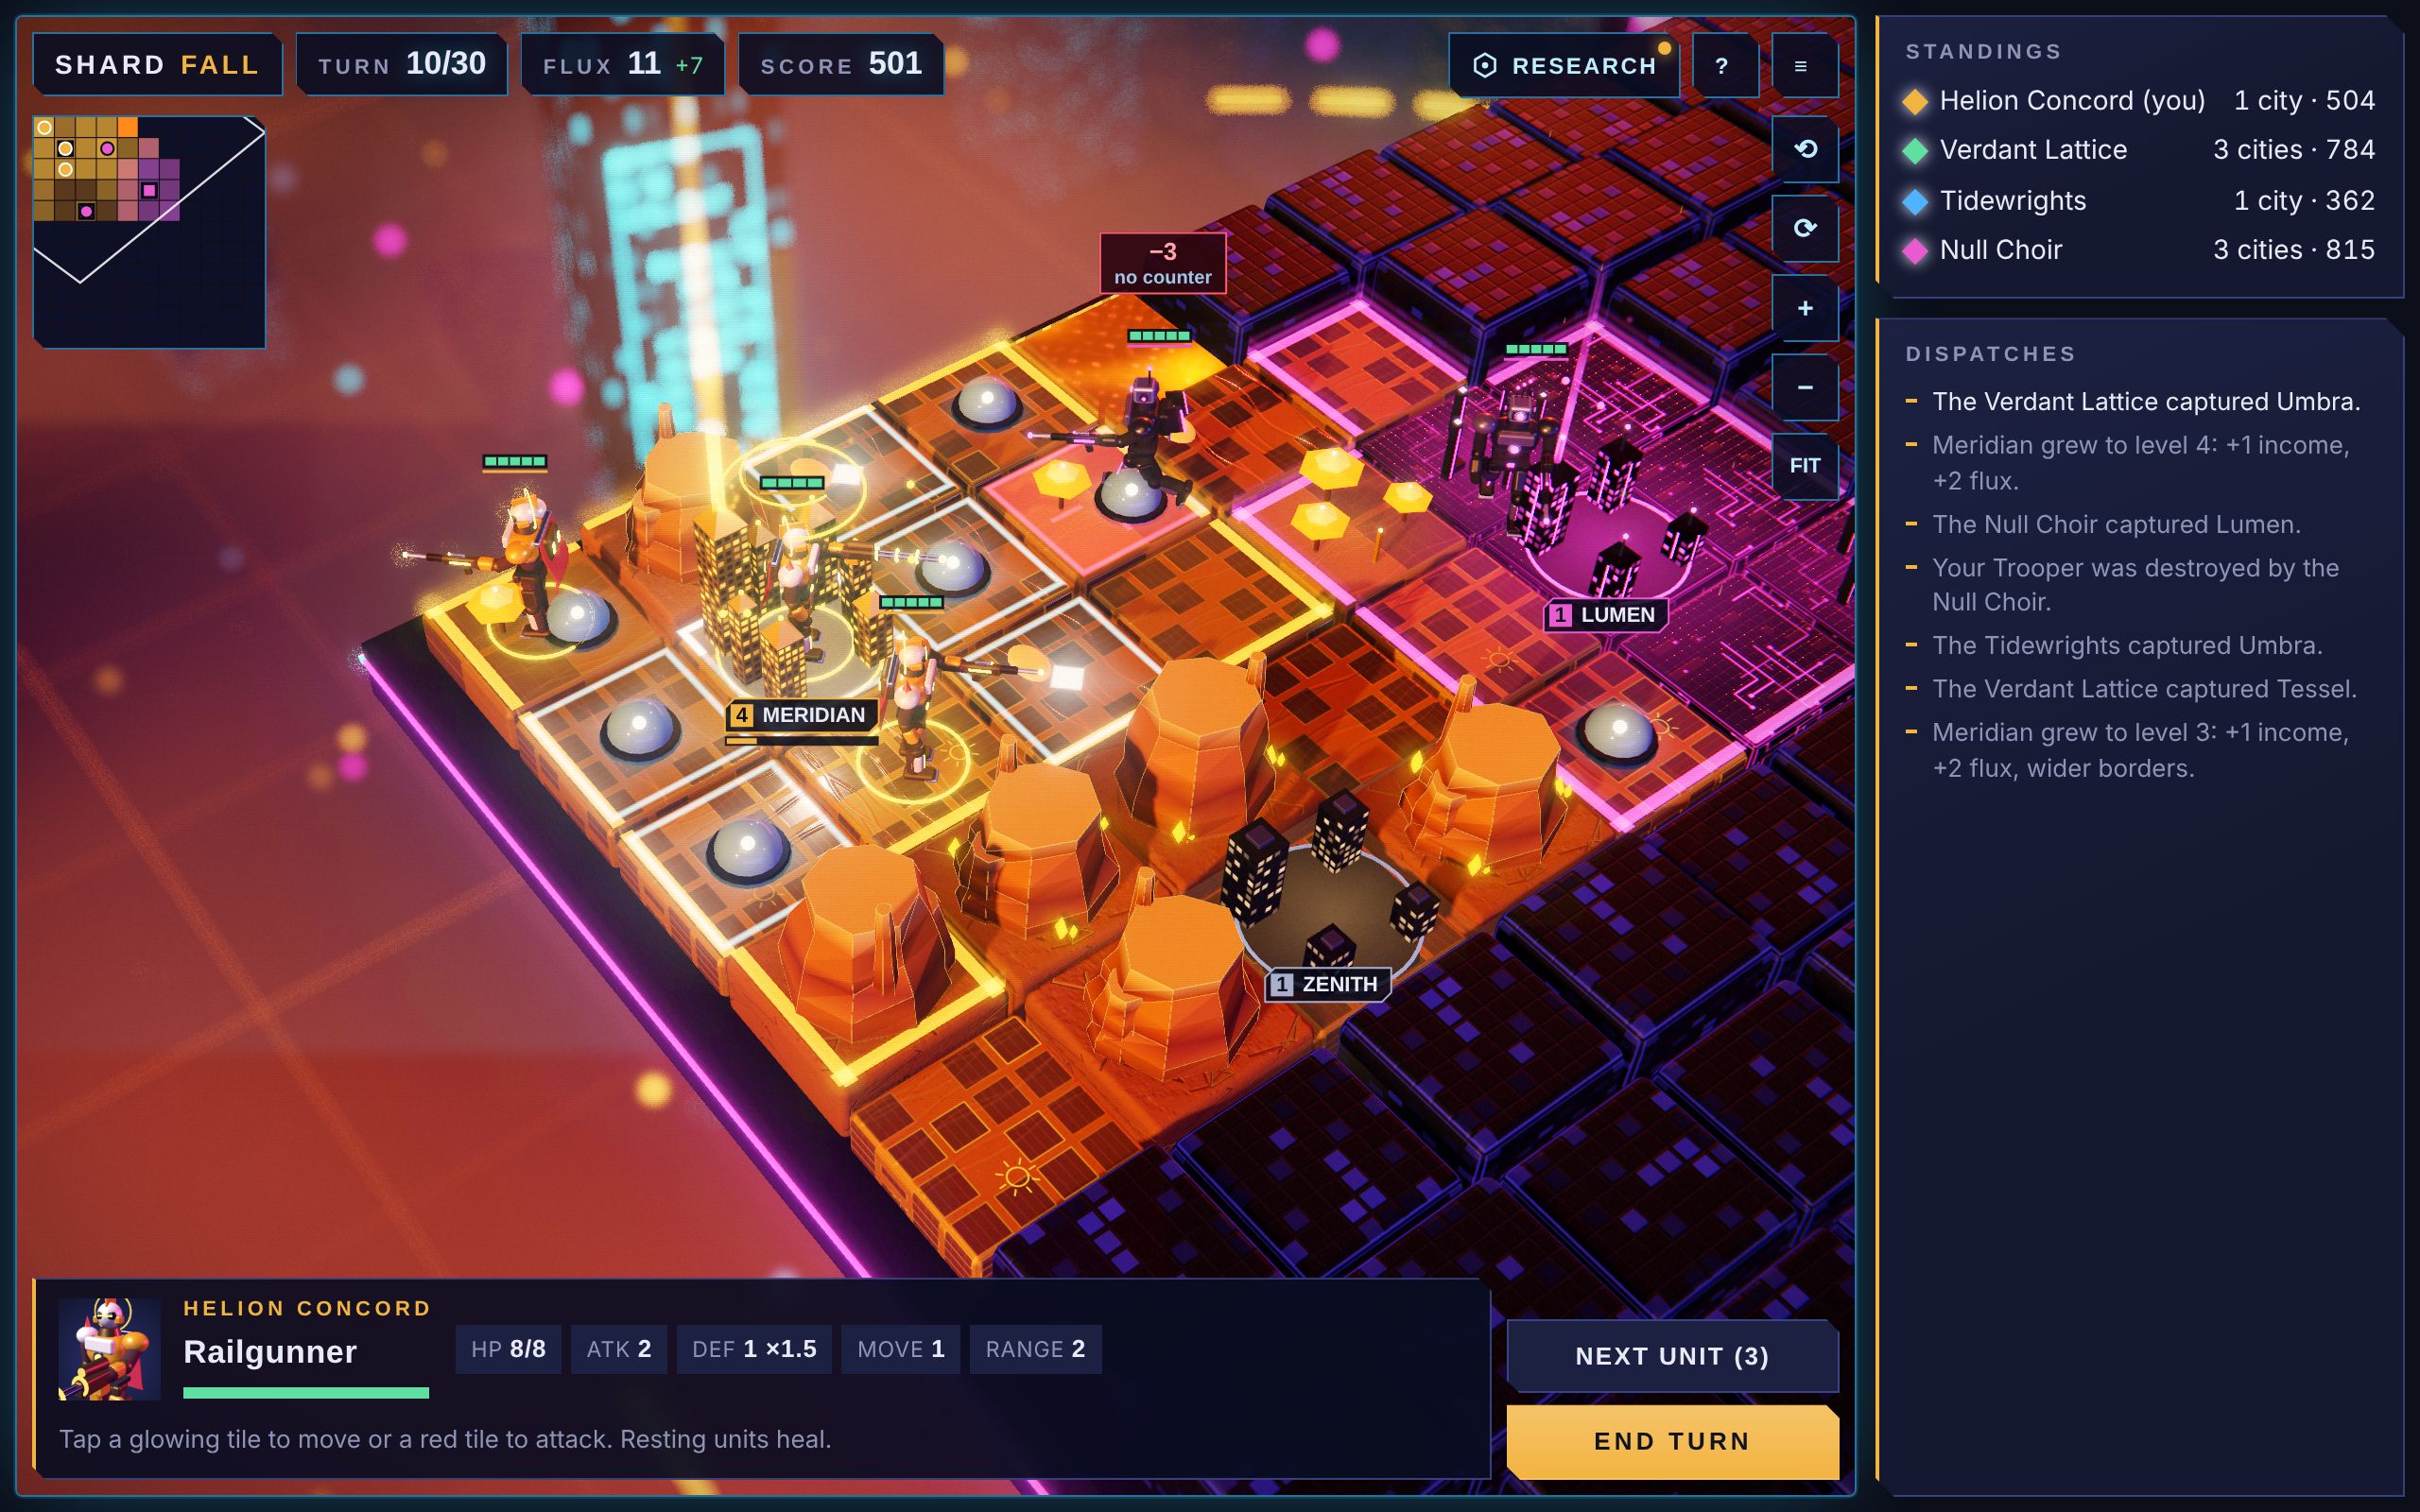 SHARD FALL
TURN 10/30
FLUX 11 +7
SCORE 501
RESEARCH
?
≡
⟲
⟳
+
−
FIT
−3
no counter
1 LUMEN
4 MERIDIAN
1 ZENITH
HELION CONCORD
Railgunner
HP 8/8
ATK 2
DEF 1 ×1.5
MOVE 1
RANGE 2
Tap a glowing tile to move or a red tile to attack. Resting units heal.
NEXT UNIT (3)
END TURN
STANDINGS
Helion Concord (you) 1 city · 504
Verdant Lattice 3 cities · 784
Tidewrights 1 city · 362
Null Choir 3 cities · 815
DISPATCHES
The Verdant Lattice captured Umbra.
Meridian grew to level 4: +1 income,
+2 flux.
The Null Choir captured Lumen.
Your Trooper was destroyed by the
Null Choir.
The Tidewrights captured Umbra.
The Verdant Lattice captured Tessel.
Meridian grew to level 3: +1 income,
+2 flux, wider borders.